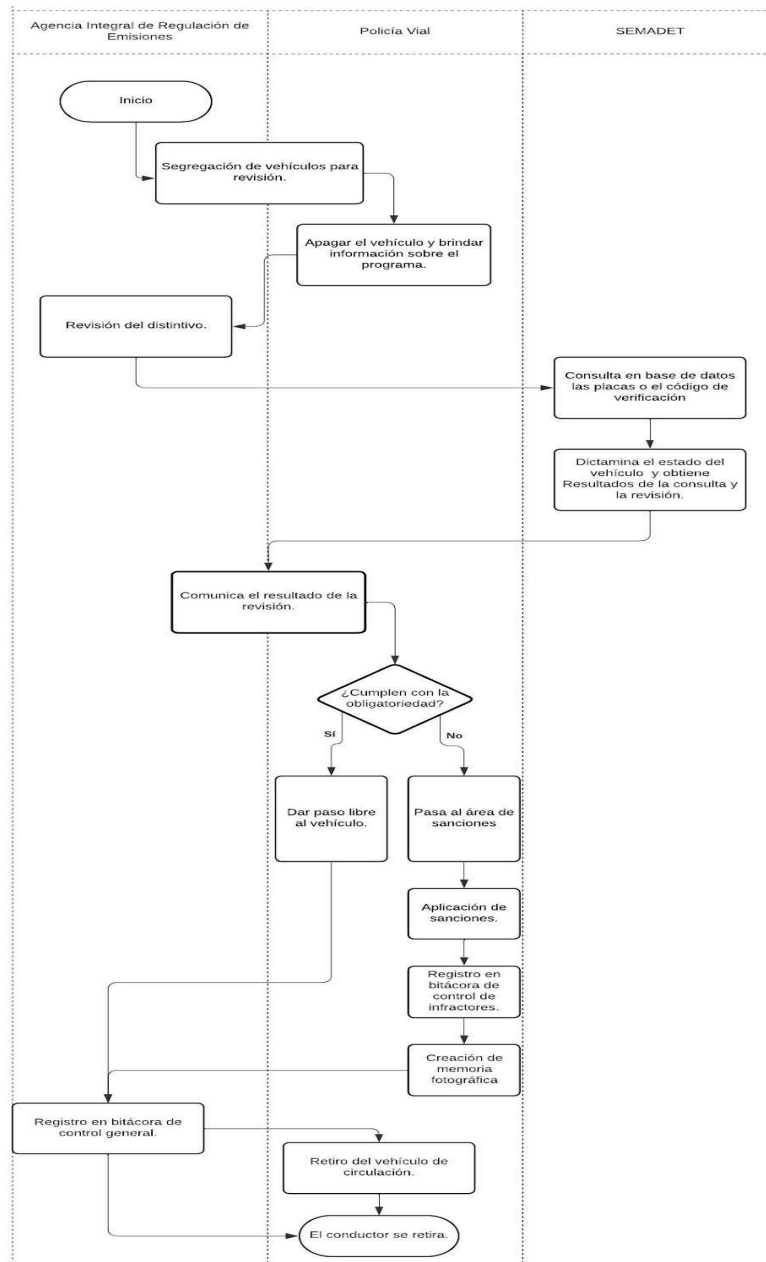 Agencia Integral de Regulación de
Emisiones
Policía Vial
SEMADET
Inicio
Segregación de vehículos para
revisión.
Apagar el vehículo y brindar
información sobre el
programa.
Revisión del distintivo.
Consulta en base de datos
las placas o el código de
verificación
Dictamina el estado del
vehículo y obtiene
Resultados de la consulta y
la revisión.
Comunica el resultado de la
revisión.
¿Cumplen con la
obligatoriedad?
Sí
No
Dar paso libre
al vehículo.
Pasa al área de
sanciones
Aplicación de
sanciones.
Registro en
bitácora de
control de
infractores.
Creación de
memoria
fotográfica
Registro en bitácora de
control general.
Retiro del vehículo de
circulación.
El conductor se retira.